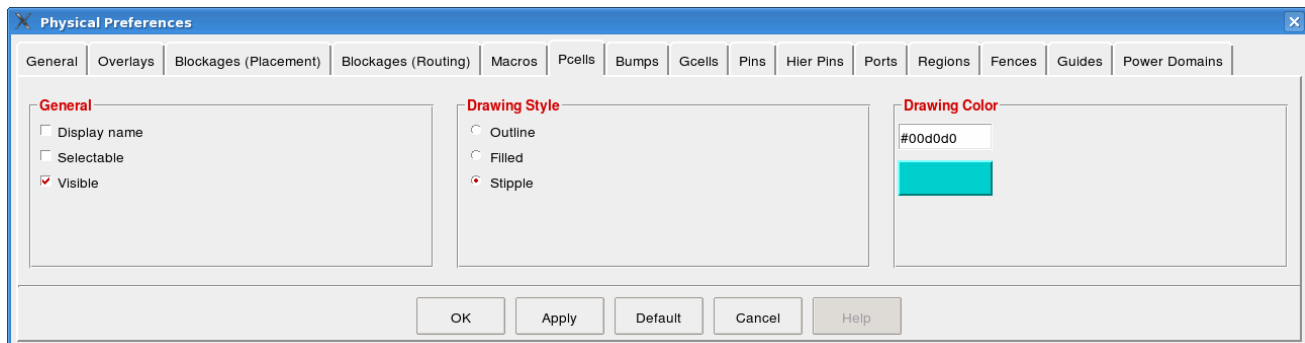 Physical Preferences
General Overlays Blockages (Placement) Blockages (Routing) Macros Pcells Bumps Gcells Pins Hier Pins Ports Regions Fences Guides Power Domains
General
Display name
Selectable
Visible
Drawing Style
Outline
Filled
Stipple
Drawing Color
#00d0d0
OK Apply Default Cancel Help